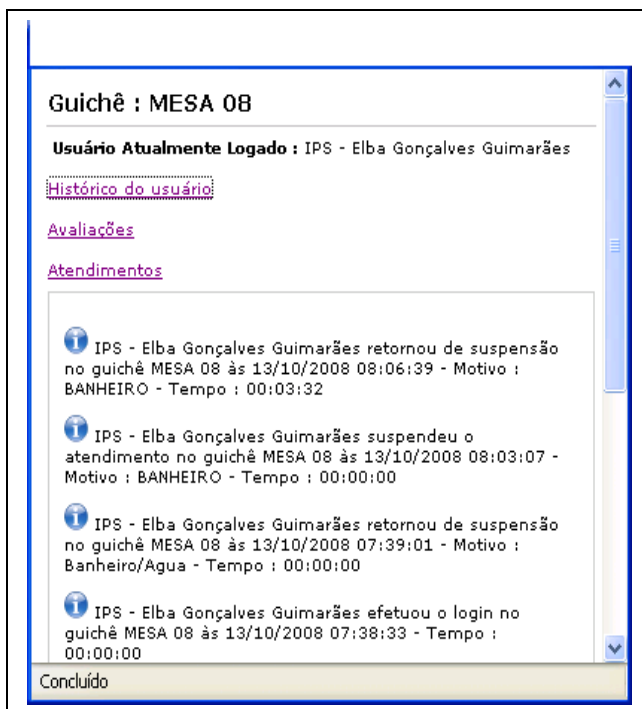 Guichê : MESA 08
Usuário Atualmente Logado : IPS - Elba Gonçalves Guimarães
Histórico do usuário
Avaliações
Atendimentos
IPS - Elba Gonçalves Guimarães retornou de suspensão
no guichê MESA 08 às 13/10/2008 08:06:39 - Motivo :
BANHEIRO - Tempo : 00:03:32
IPS - Elba Gonçalves Guimarães suspendeu o
atendimento no guichê MESA 08 às 13/10/2008 08:03:07 -
Motivo : BANHEIRO - Tempo : 00:00:00
IPS - Elba Gonçalves Guimarães retornou de suspensão
no guichê MESA 08 às 13/10/2008 07:39:01 - Motivo :
Banheiro/Agua - Tempo : 00:00:00
IPS - Elba Gonçalves Guimarães efetuou o login no
guichê MESA 08 às 13/10/2008 07:38:33 - Tempo :
00:00:00
Concluído